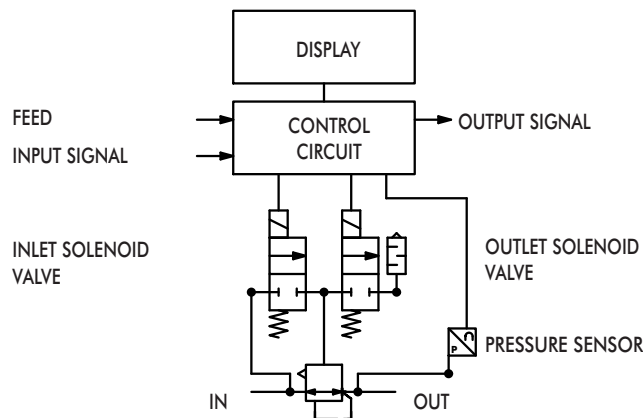 DISPLAY
FEED
CONTROL
CIRCUIT
OUTPUT SIGNAL
INPUT SIGNAL
INLET SOLENOID
VALVE
OUTLET SOLENOID
VALVE
P
PRESSURE SENSOR
IN
OUT